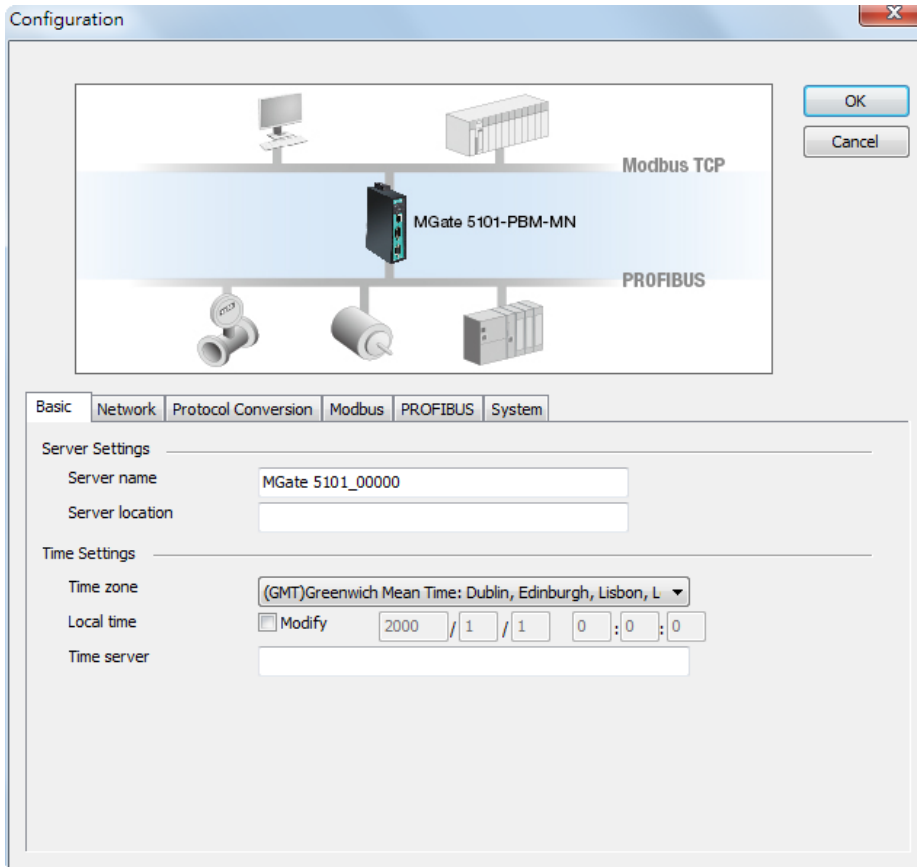 Configuration
OK
Cancel
Modbus TCP
MGate 5101-PBM-MN
PROFIBUS
Basic Network Protocol Conversion Modbus PROFIBUS System
Server Settings
Server name MGate 5101_00000
Server location
Time Settings
Time zone (GMT)Greenwich Mean Time: Dublin, Edinburgh, Lisbon, L
Local time Modify 2000 / 1 / 1 0 : 0 : 0
Time server